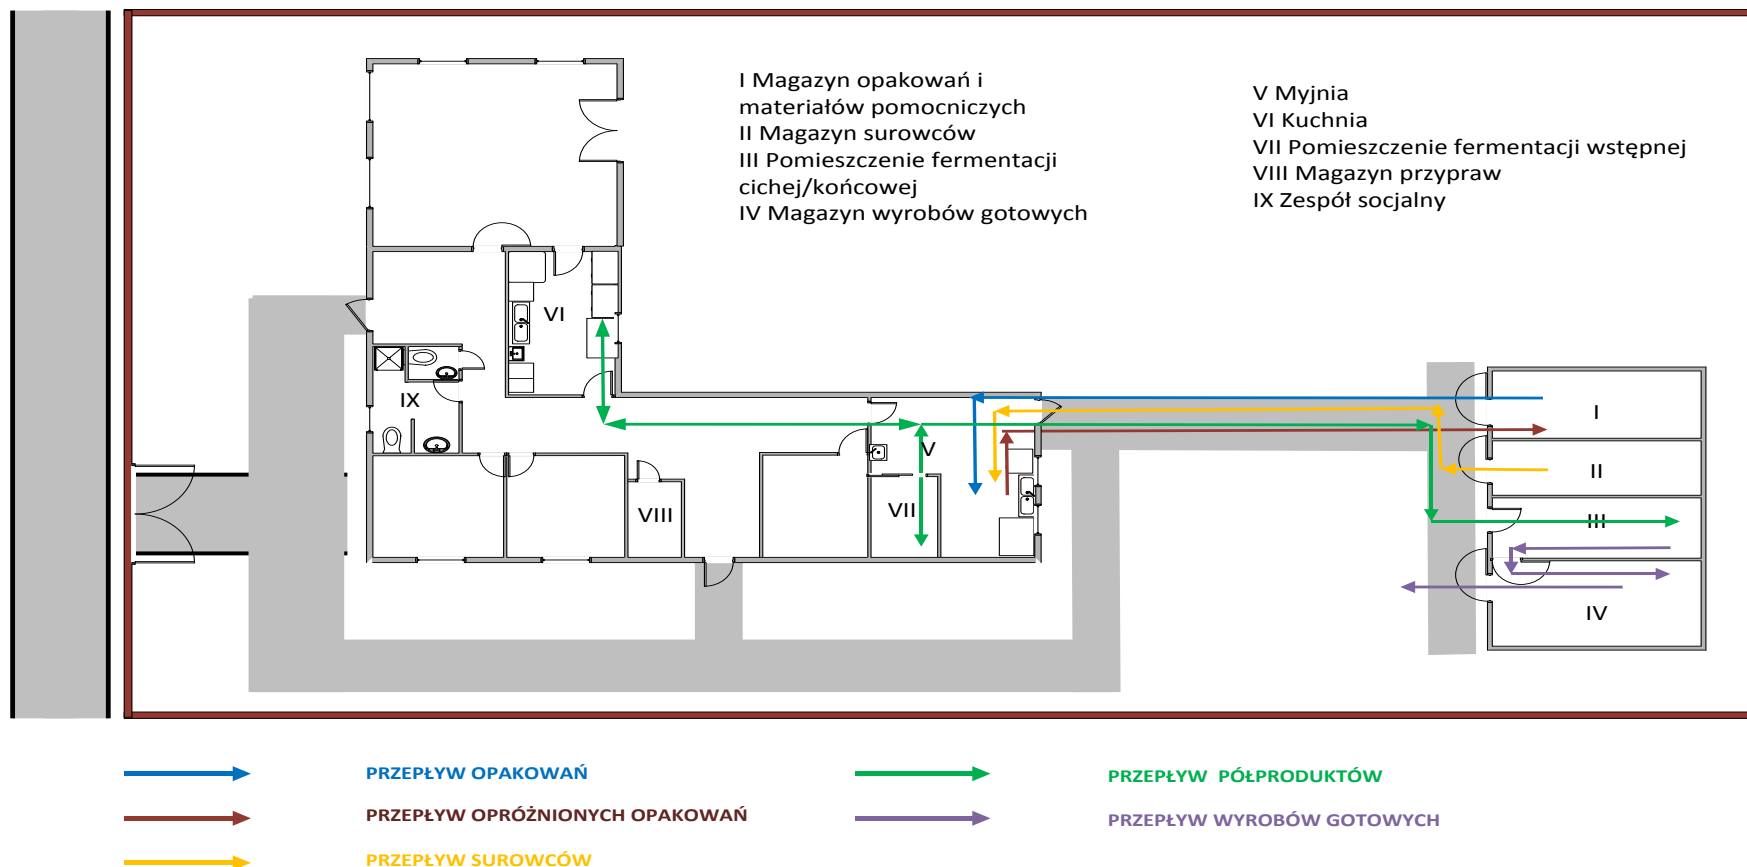 I Magazyn opakowań i
materiałów pomocniczych
II Magazyn surowców
III Pomieszczenie fermentacji
cichej/końcowej
IV Magazyn wyrobów gotowych
V Myjnia
VI Kuchnia
VII Pomieszczenie fermentacji wstępnej
VIII Magazyn przypraw
IX Zespół socjalny
VI
IX
V
VII
VIII
I
II
III
IV
PRZEPŁYW OPAKOWAŃ
PRZEPŁYW OPRÓŻNIONYCH OPAKOWAŃ
PRZEPŁYW SUROWCÓW
PRZEPŁYW PÓŁPRODUKTÓW
PRZEPŁYW WYROBÓW GOTOWYCH